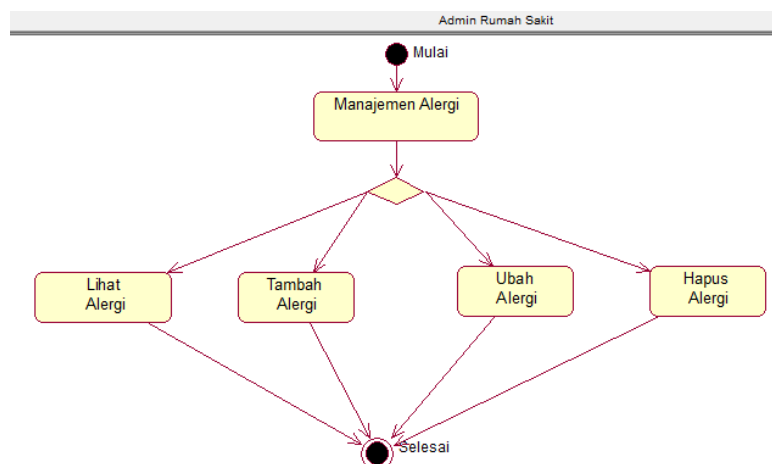 Admin Rumah Sakit
Mulai
Manajemen Alergi
Lihat
Alergi
Tambah
Alergi
Ubah
Alergi
Hapus
Alergi
Selesai